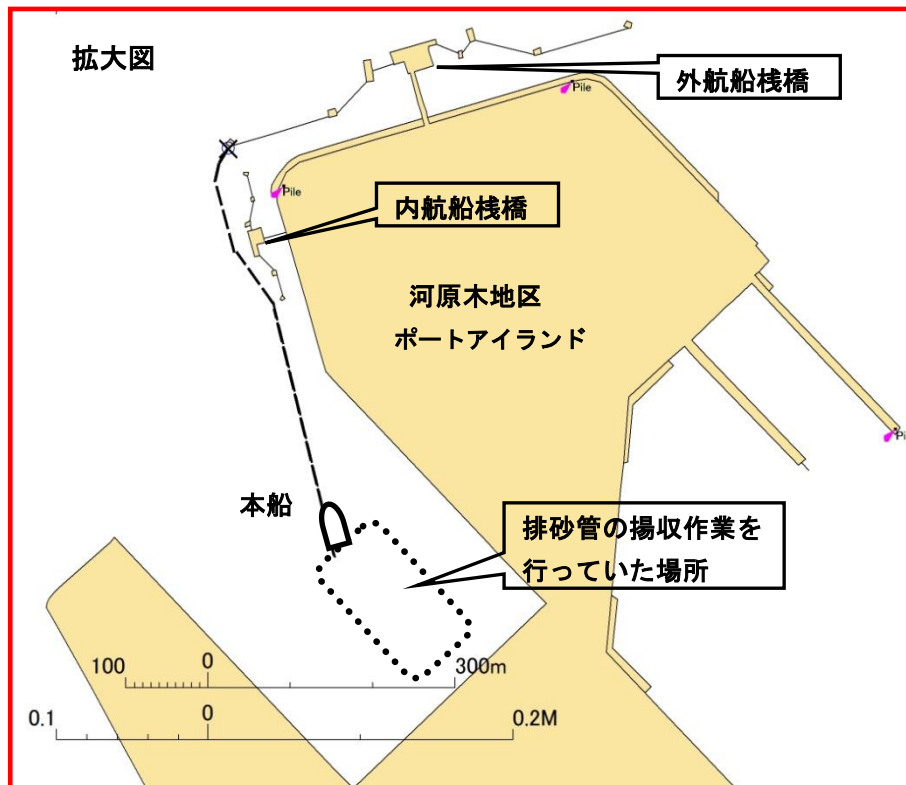 拡大図
外航船桟橋
Pile
Pile
内航船桟橋
河原木地区
ポートアイランド
Pi
本船
排砂管の揚収作業を
行っていた場所
100 0 300m
0.1 0 0.2M